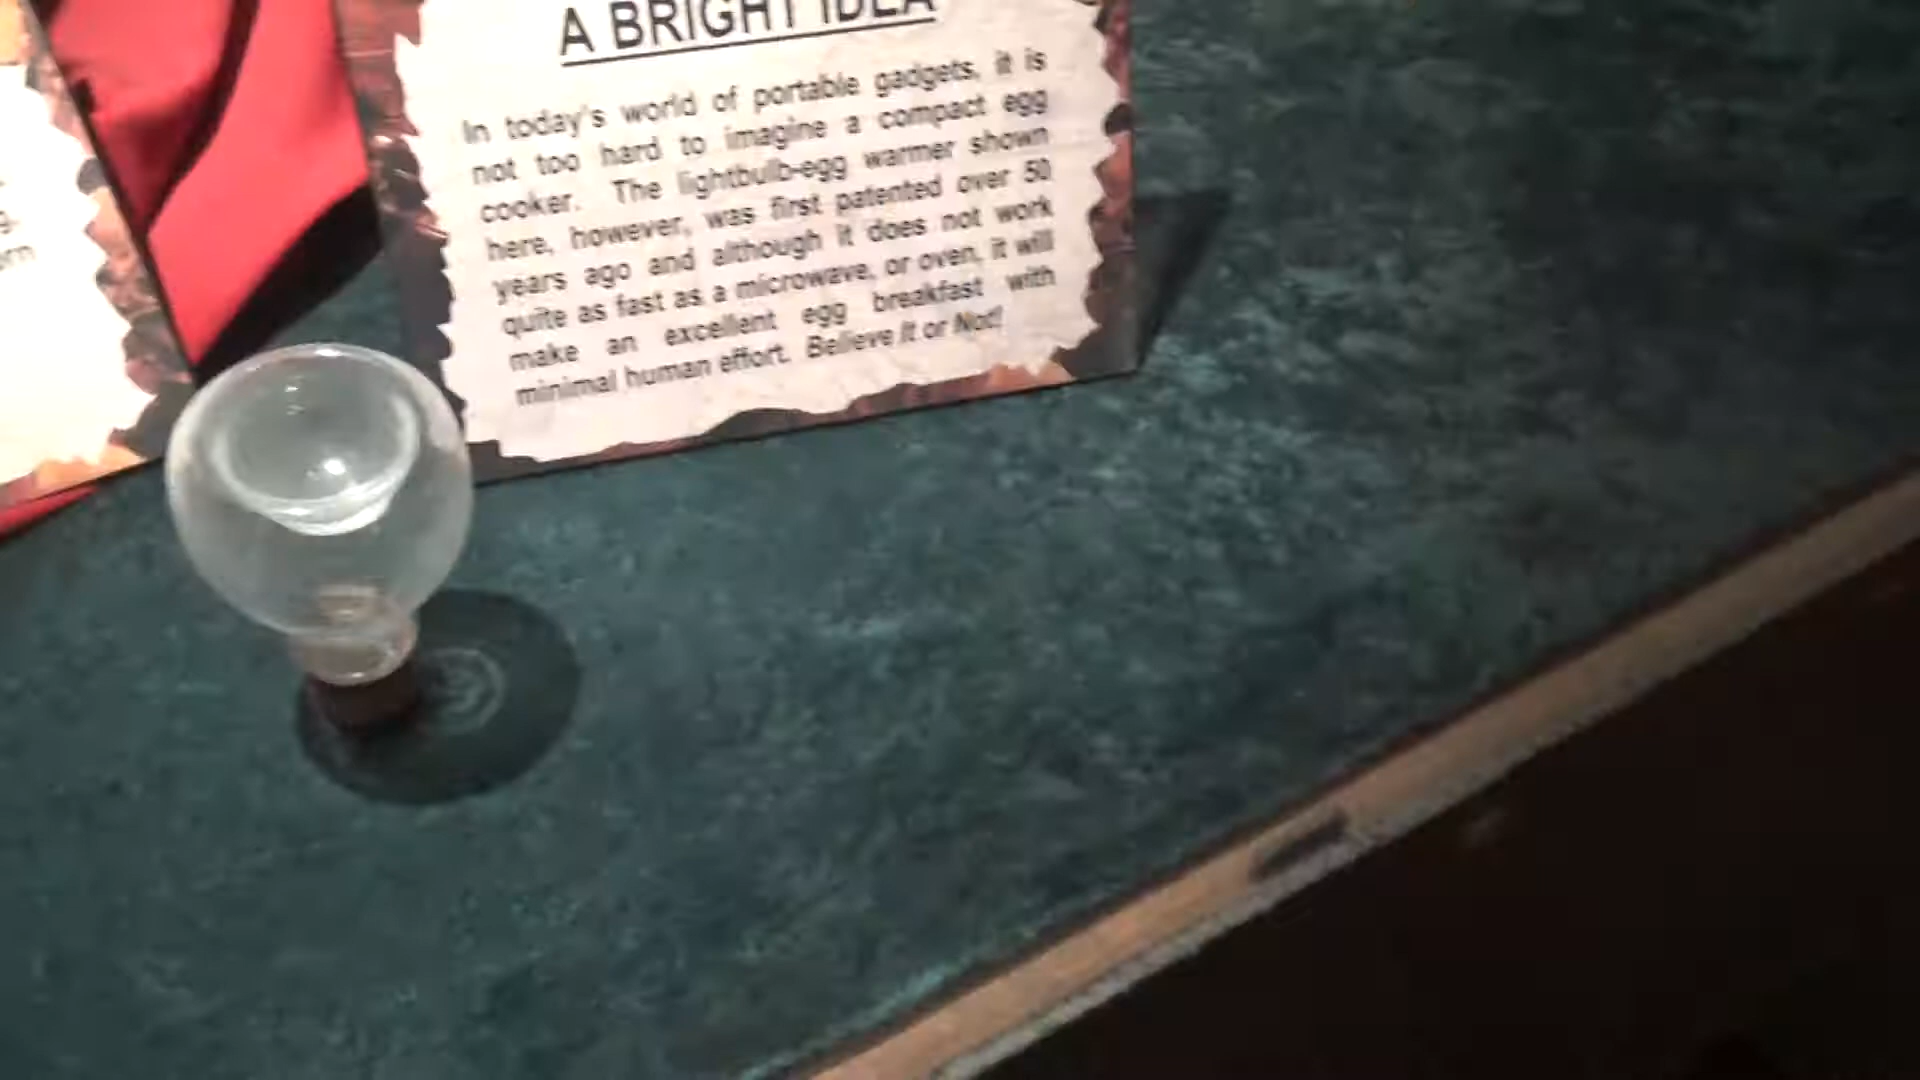 A BRIGHT IDEA
In today's world of portable gadgets, it is
not too hard to imagine a compact egg
cooker. The lightbulb-egg warmer shown
here, however, was first patented over 50
years ago and although it does not work
quite as fast as a microwave, or oven, it will
make an excellent egg breakfast with
minimal human effort. Believe It or Not!